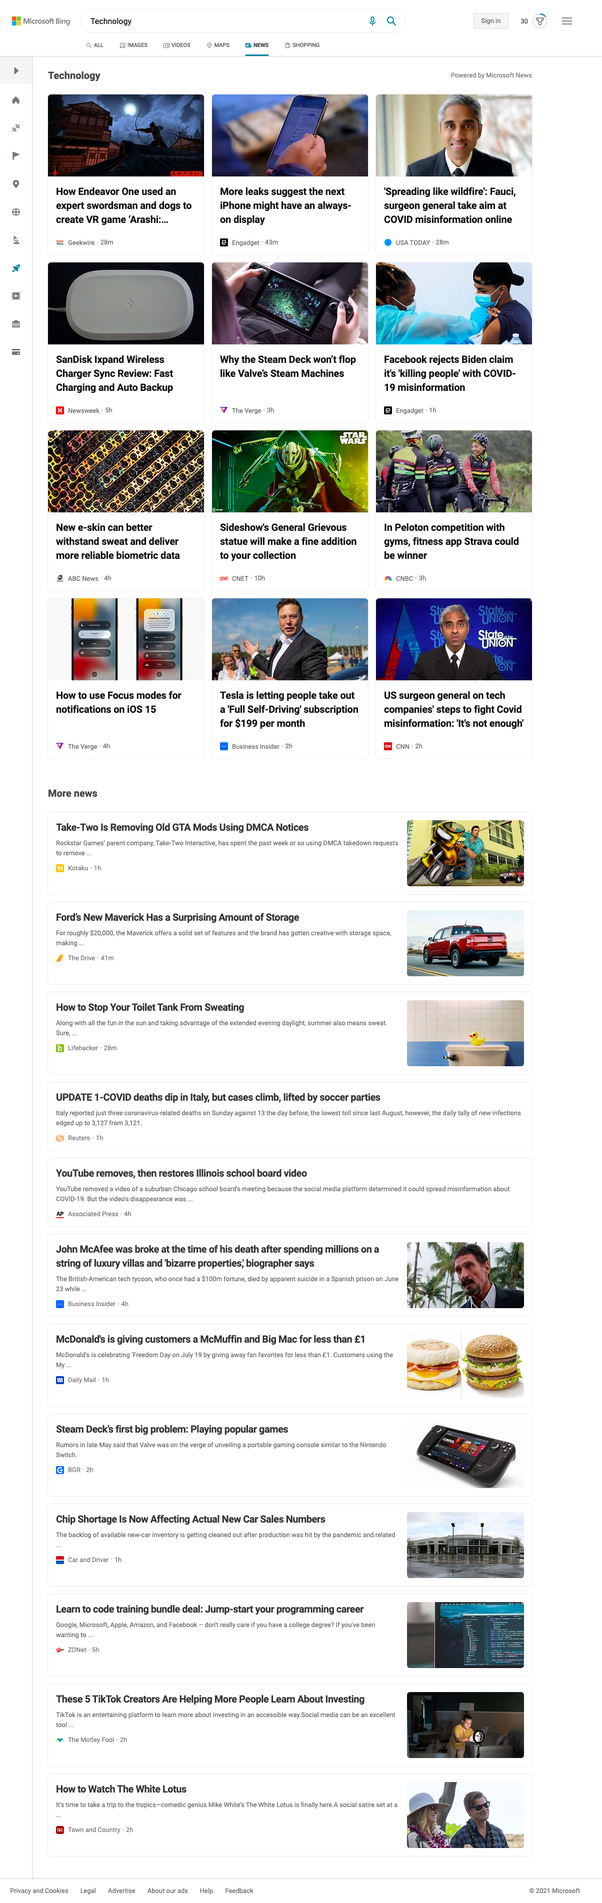 Microsoft Bing
Technology
Sign in
30
ALL
IMAGES
VIDEOS
MAPS
NEWS
SHOPPING
Technology
Powered by Microsoft News
How Endeavor One used an
expert swordsman and dogs to
create VR game 'Arashi:...
Geekwire · 28m
More leaks suggest the next
iPhone might have an always-
on display
Engadget · 43m
'Spreading like wildfire': Fauci,
surgeon general take aim at
COVID misinformation online
USA TODAY · 28m
SanDisk Ixpand Wireless
Charger Sync Review: Fast
Charging and Auto Backup
Newsweek · 5h
Why the Steam Deck won't flop
like Valve's Steam Machines
The Verge · 3h
Facebook rejects Biden claim
it's 'killing people' with COVID-
19 misinformation
Engadget · 1h
STAR
WARS
New e-skin can better
withstand sweat and deliver
more reliable biometric data
ABC News · 4h
Sideshow's General Grievous
statue will make a fine addition
to your collection
CNET · 10h
In Peloton competition with
gyms, fitness app Strava could
be winner
CNBC · 3h
State
UNION
How to use Focus modes for
notifications on iOS 15
The Verge · 4h
Tesla is letting people take out
a 'Full Self-Driving' subscription
for $199 per month
Business Insider · 2h
US surgeon general on tech
companies' steps to fight Covid
misinformation: 'It's not enough'
CNN · 2h
More news
Take-Two Is Removing Old GTA Mods Using DMCA Notices
Rockstar Games' parent company, Take-Two Interactive, has spent the past week or so using DMCA takedown requests
to remove ...
Kotaku · 1h
Ford's New Maverick Has a Surprising Amount of Storage
For roughly $20,000, the Maverick offers a solid set of features and the brand has gotten creative with storage space,
making ...
The Drive · 41m
How to Stop Your Toilet Tank From Sweating
Along with all the fun in the sun and taking advantage of the extended evening daylight, summer also means sweat.
Sure, ...
Lifehacker · 28m
UPDATE 1-COVID deaths dip in Italy, but cases climb, lifted by soccer parties
Italy reported just three coronavirus-related deaths on Sunday against 13 the day before, the lowest toll since last August, however, the daily tally of new infections
edged up to 3,127 from 3,121.
Reuters · 1h
YouTube removes, then restores Illinois school board video
YouTube removed a video of a suburban Chicago school board's meeting because the social media platform determined it could spread misinformation about
COVID-19. But the video's disappearance was ...
AP Associated Press · 4h
John McAfee was broke at the time of his death after spending millions on a
string of luxury villas and 'bizarre properties,' biographer says
The British-American tech tycoon, who once had a $100m fortune, died by apparent suicide in a Spanish prison on June
23 while ...
Business Insider · 4h
McDonald's is giving customers a McMuffin and Big Mac for less than £1
McDonald's is celebrating 'Freedom Day on July 19 by giving away fan favorites for less than £1. Customers using the
My ...
Daily Mail · 1h
Steam Deck's first big problem: Playing popular games
Rumors in late May said that Valve was on the verge of unveiling a portable gaming console similar to the Nintendo
Switch.
BGR · 2h
Chip Shortage Is Now Affecting Actual New Car Sales Numbers
The backlog of available new-car inventory is getting cleaned out after production was hit by the pandemic and related
...
Car and Driver · 1h
Learn to code training bundle deal: Jump-start your programming career
Google, Microsoft, Apple, Amazon, and Facebook – don't really care if you have a college degree? If you've been
wanting to ...
ZDNet · 5h
These 5 TikTok Creators Are Helping More People Learn About Investing
TikTok is an entertaining platform to learn more about investing in an accessible way.Social media can be an excellent
tool ...
The Motley Fool · 2h
How to Watch The White Lotus
It's time to take a trip to the tropics—comedic genius Mike White's The White Lotus is finally here.A social satire set at a
...
Town and Country · 2h
Privacy and Cookies
Legal
Advertise
About our ads
Help
Feedback
© 2021 Microsoft